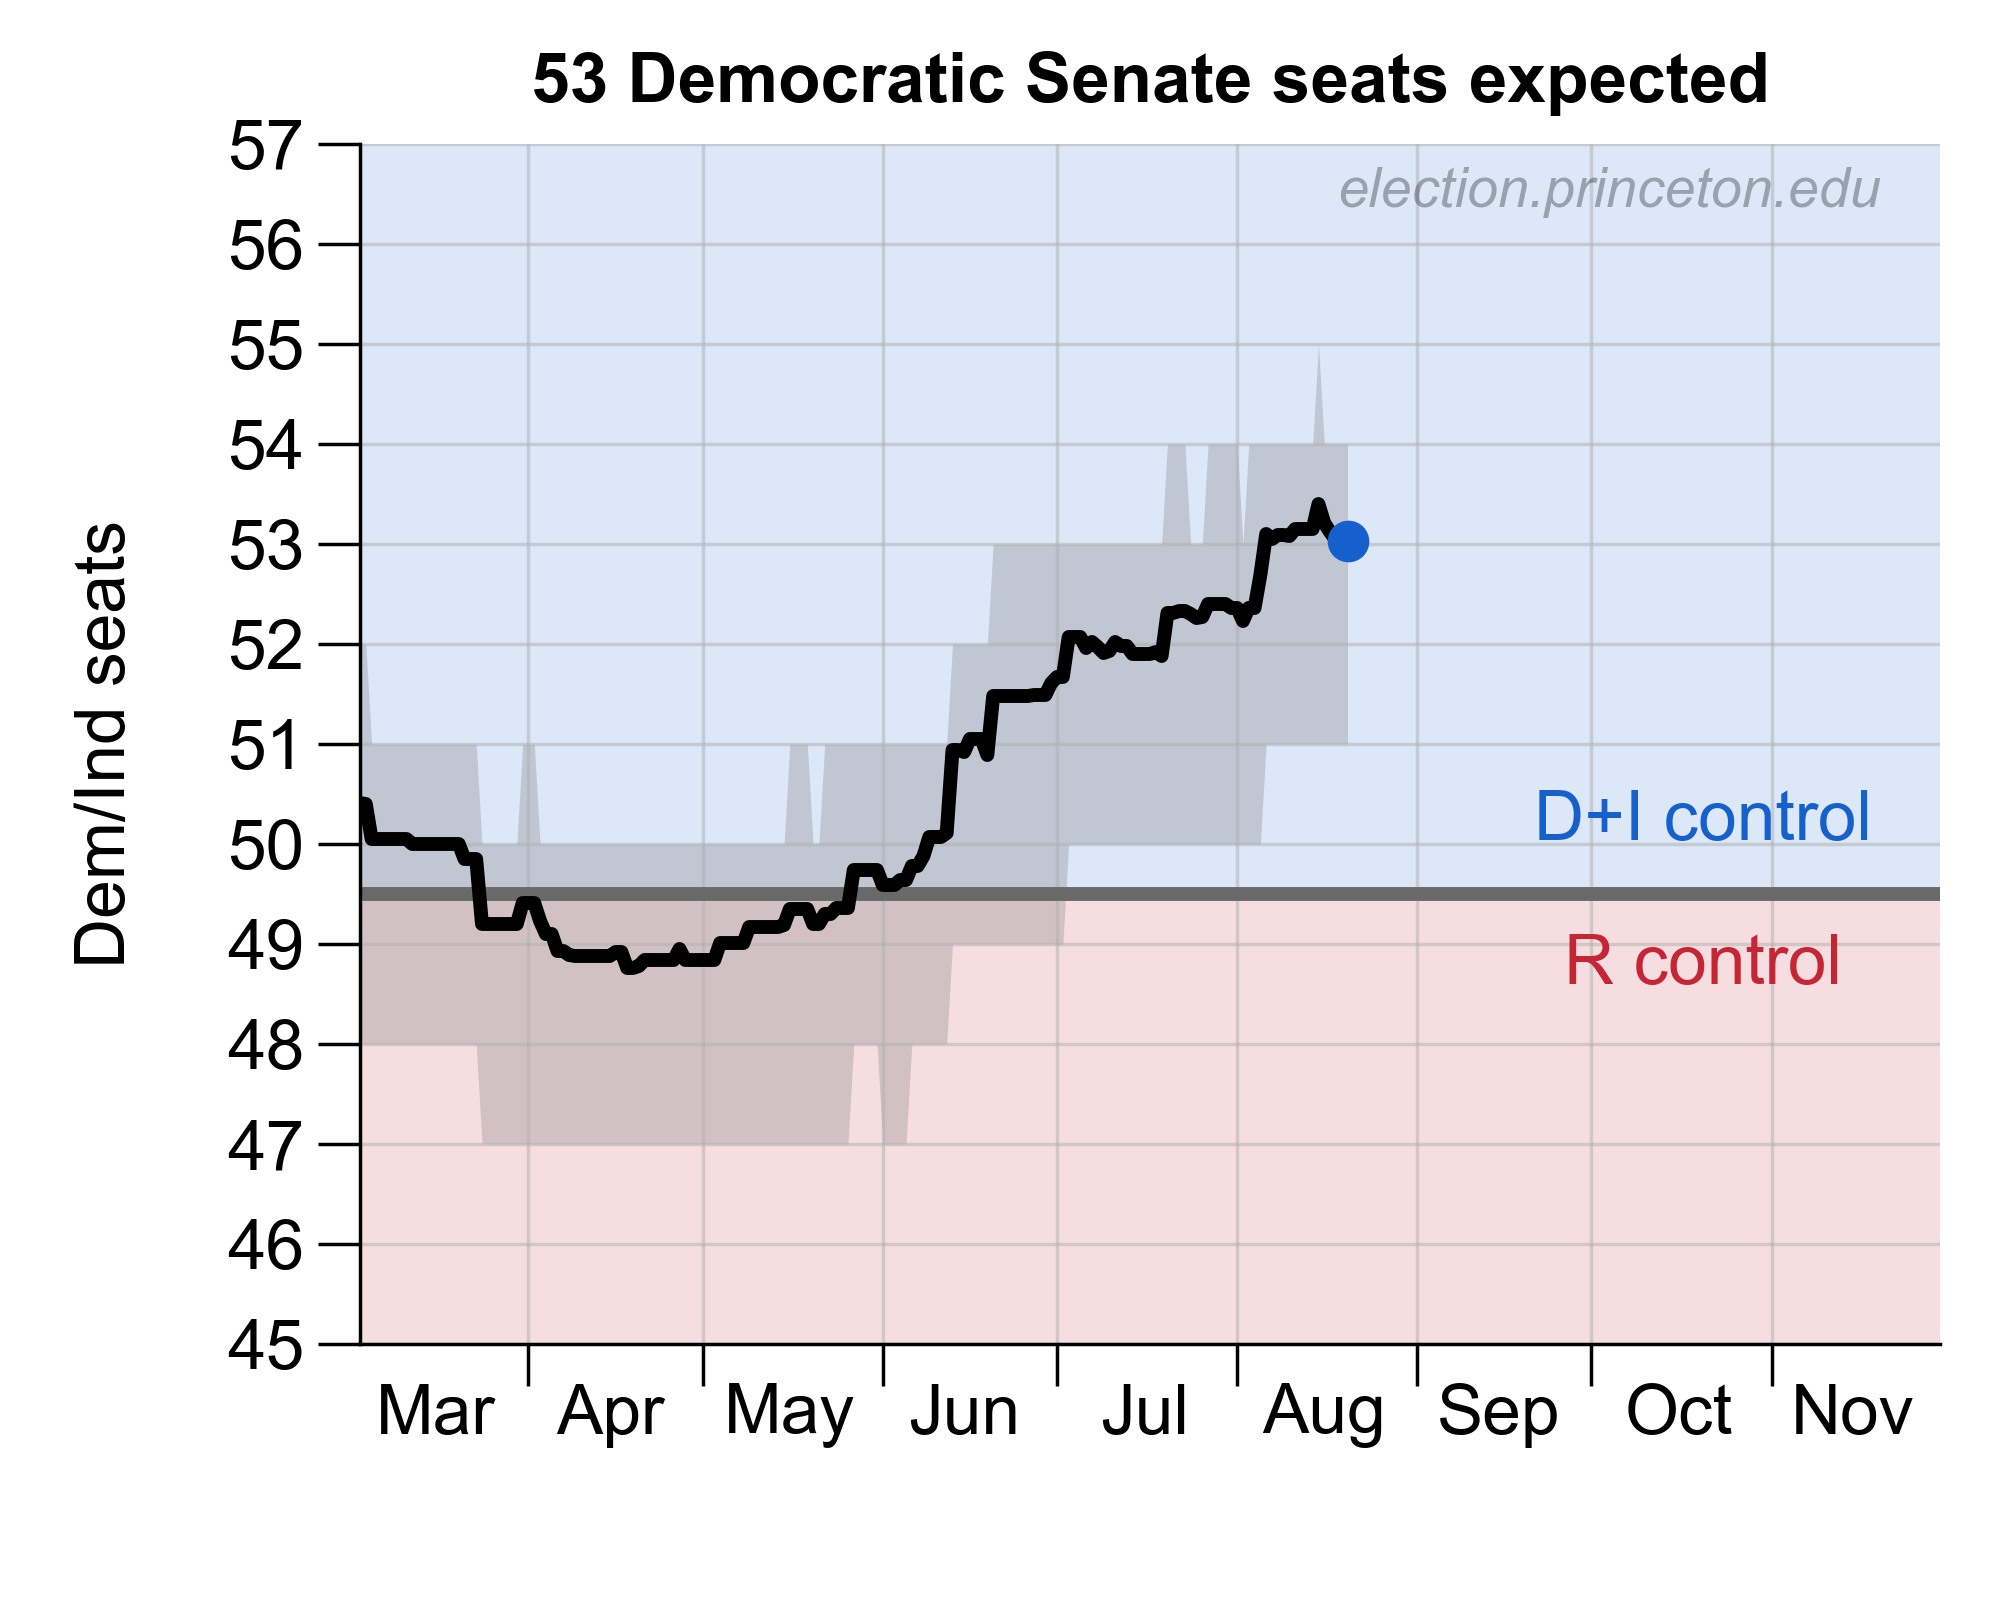 53 Democratic Senate seats expected
election.princeton.edu
57
56
55
54
53
52
51
50
49
48
47
46
45
Dem/Ind seats
D+I control
R control
Mar Apr May Jun Jul Aug Sep Oct Nov